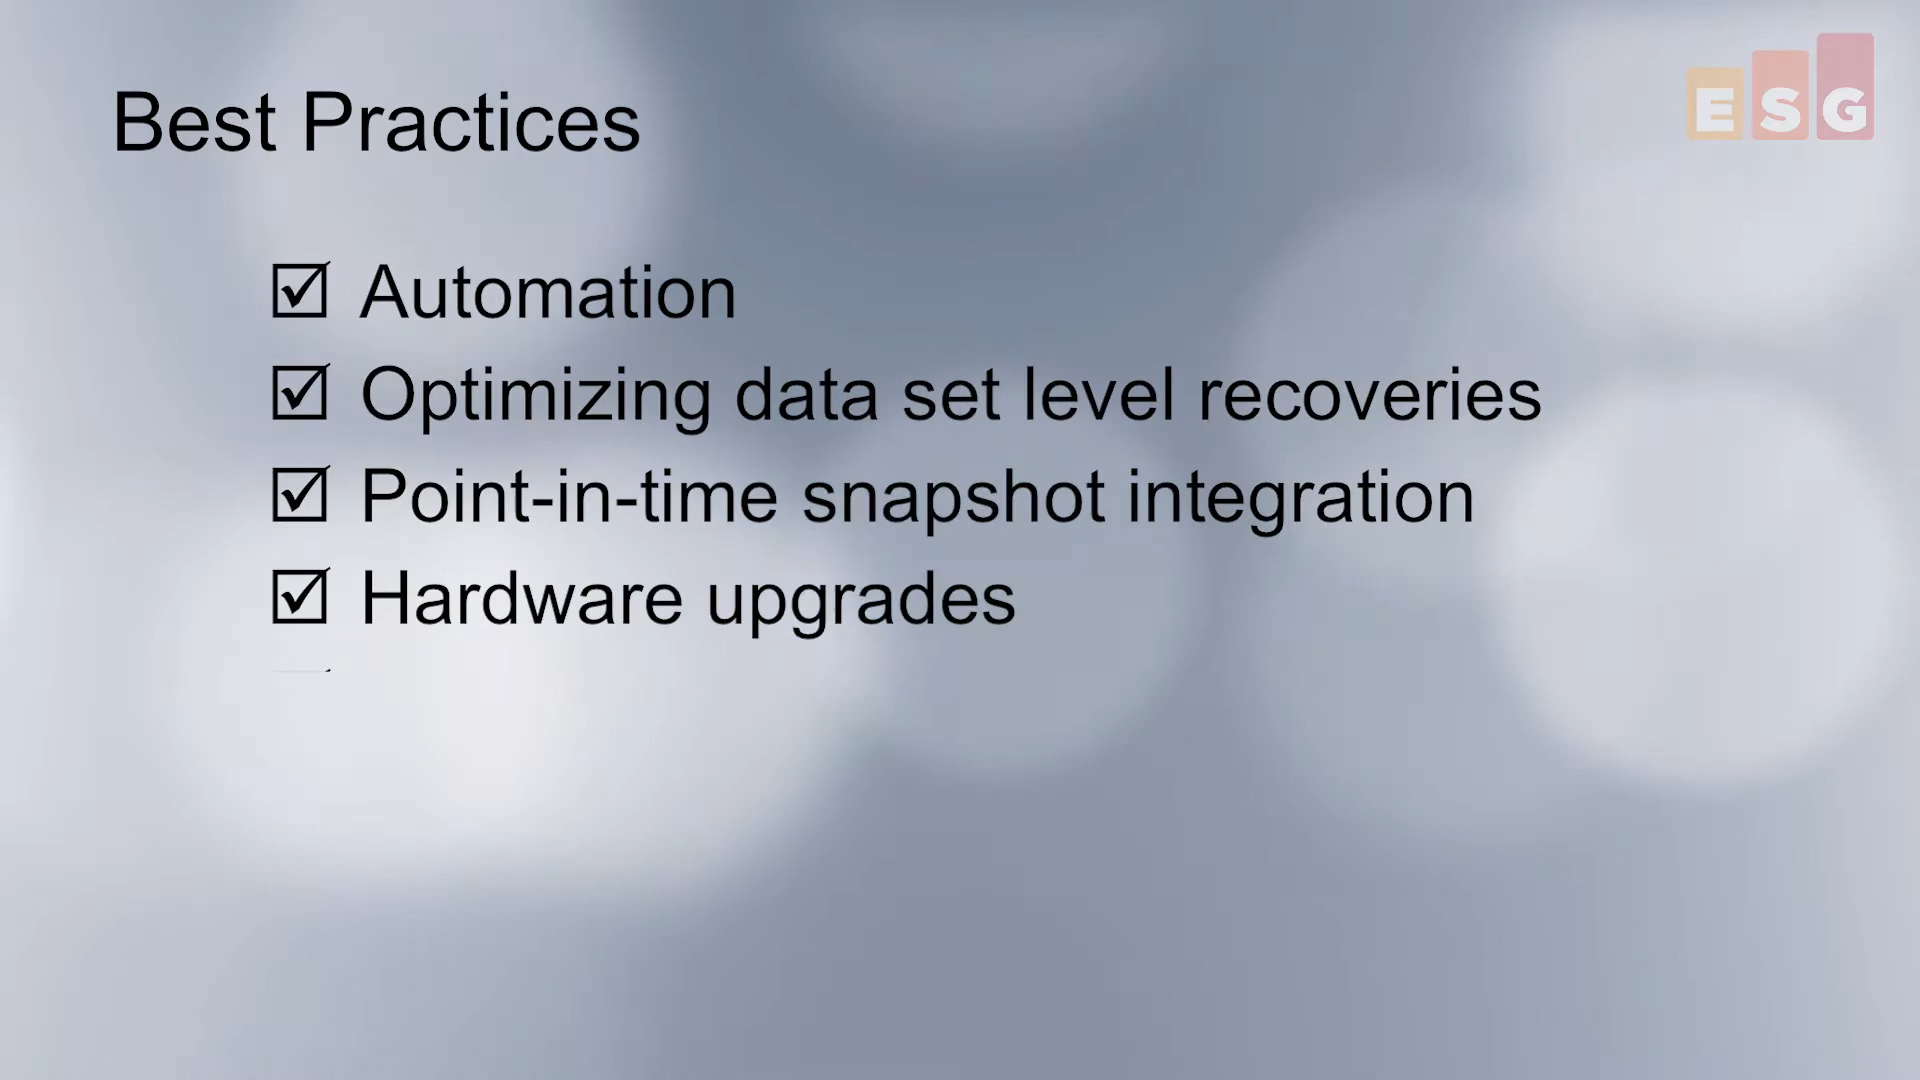 Best Practices
ESG
☑ Automation
☑ Optimizing data set level recoveries
☑ Point-in-time snapshot integration
☑ Hardware upgrades